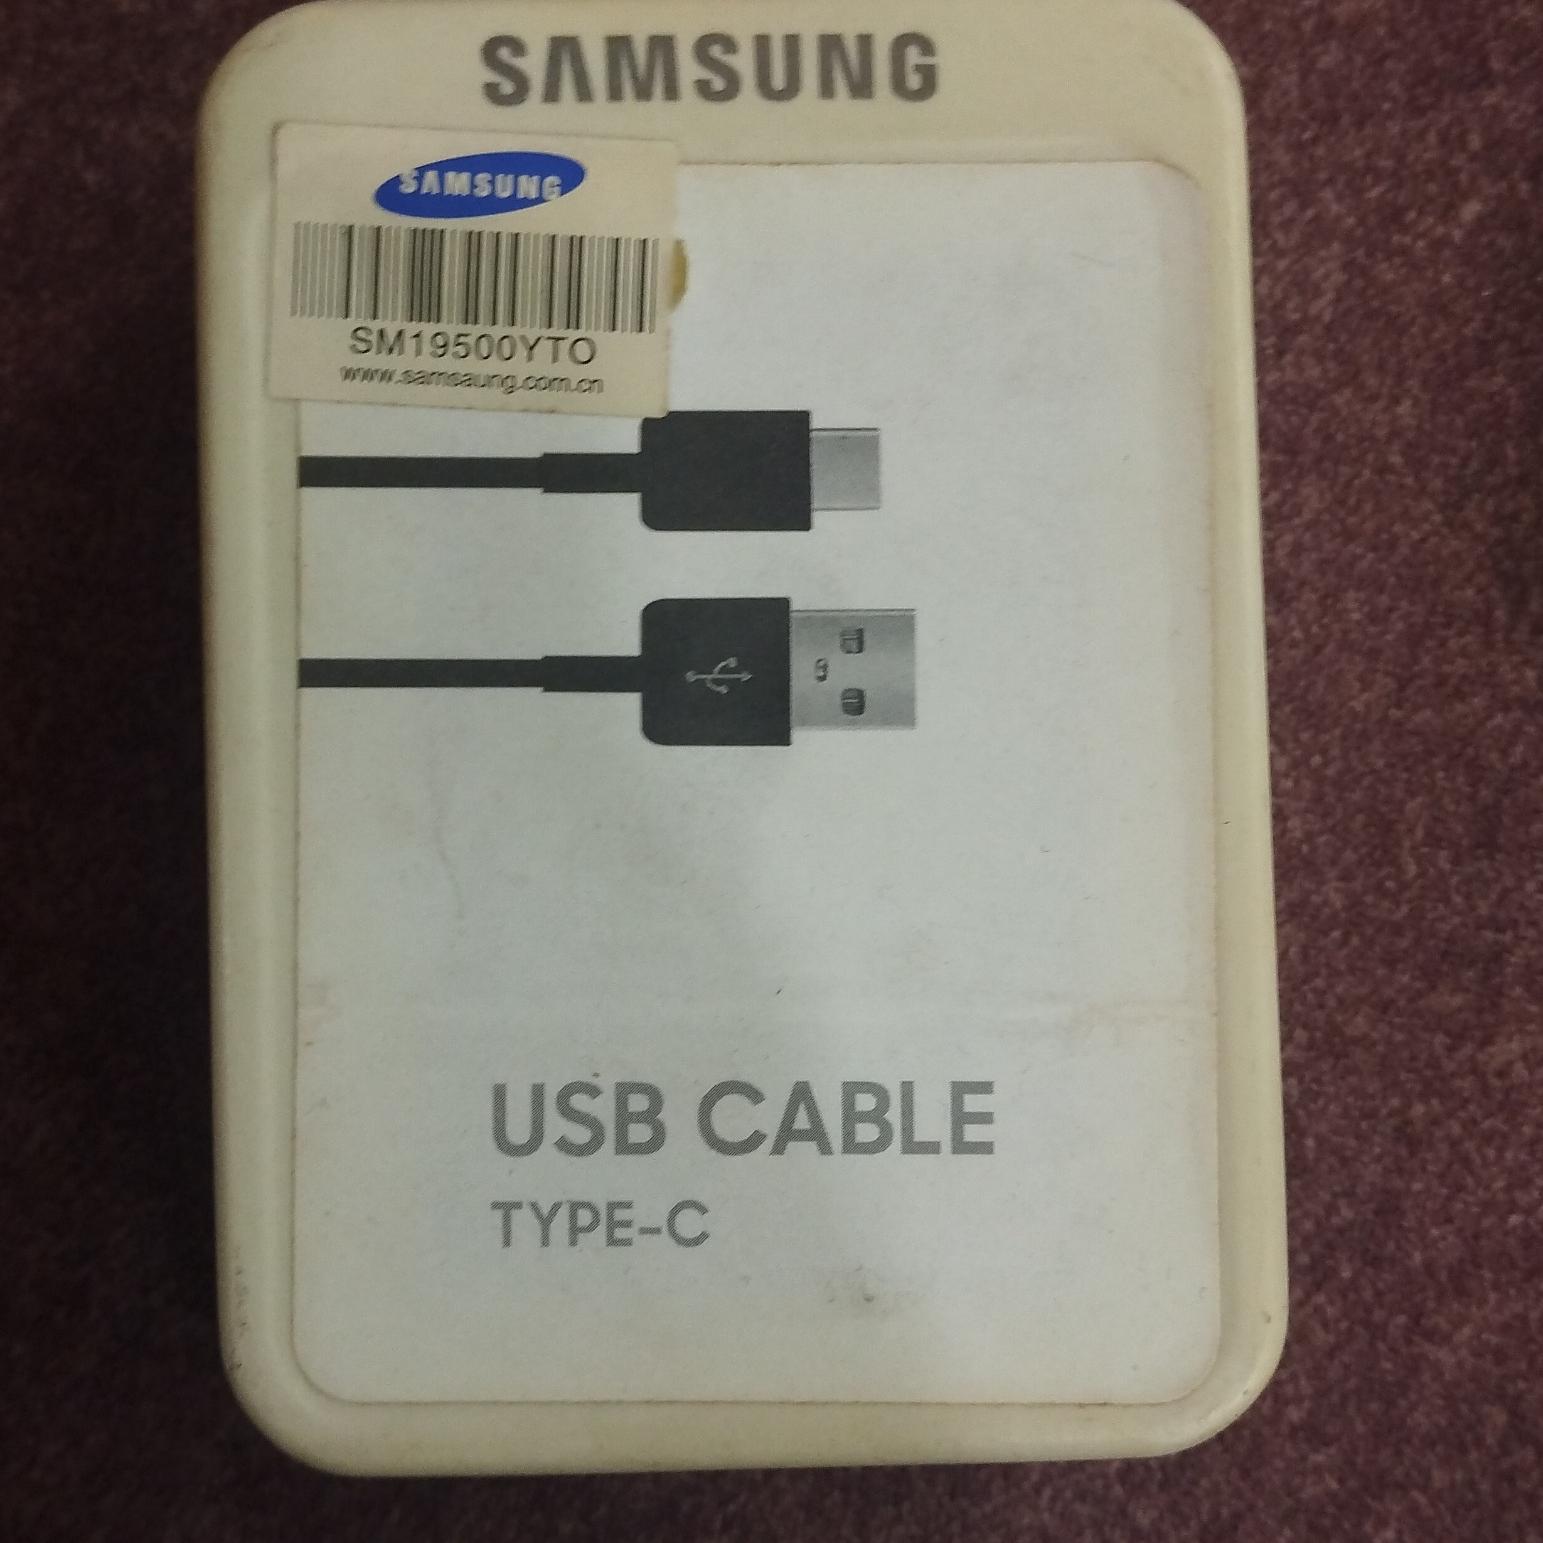 SAMSUNG
SAMSUNG
SM19500YTO
www.samsaung.com.cn
USB CABLE
TYPE-C